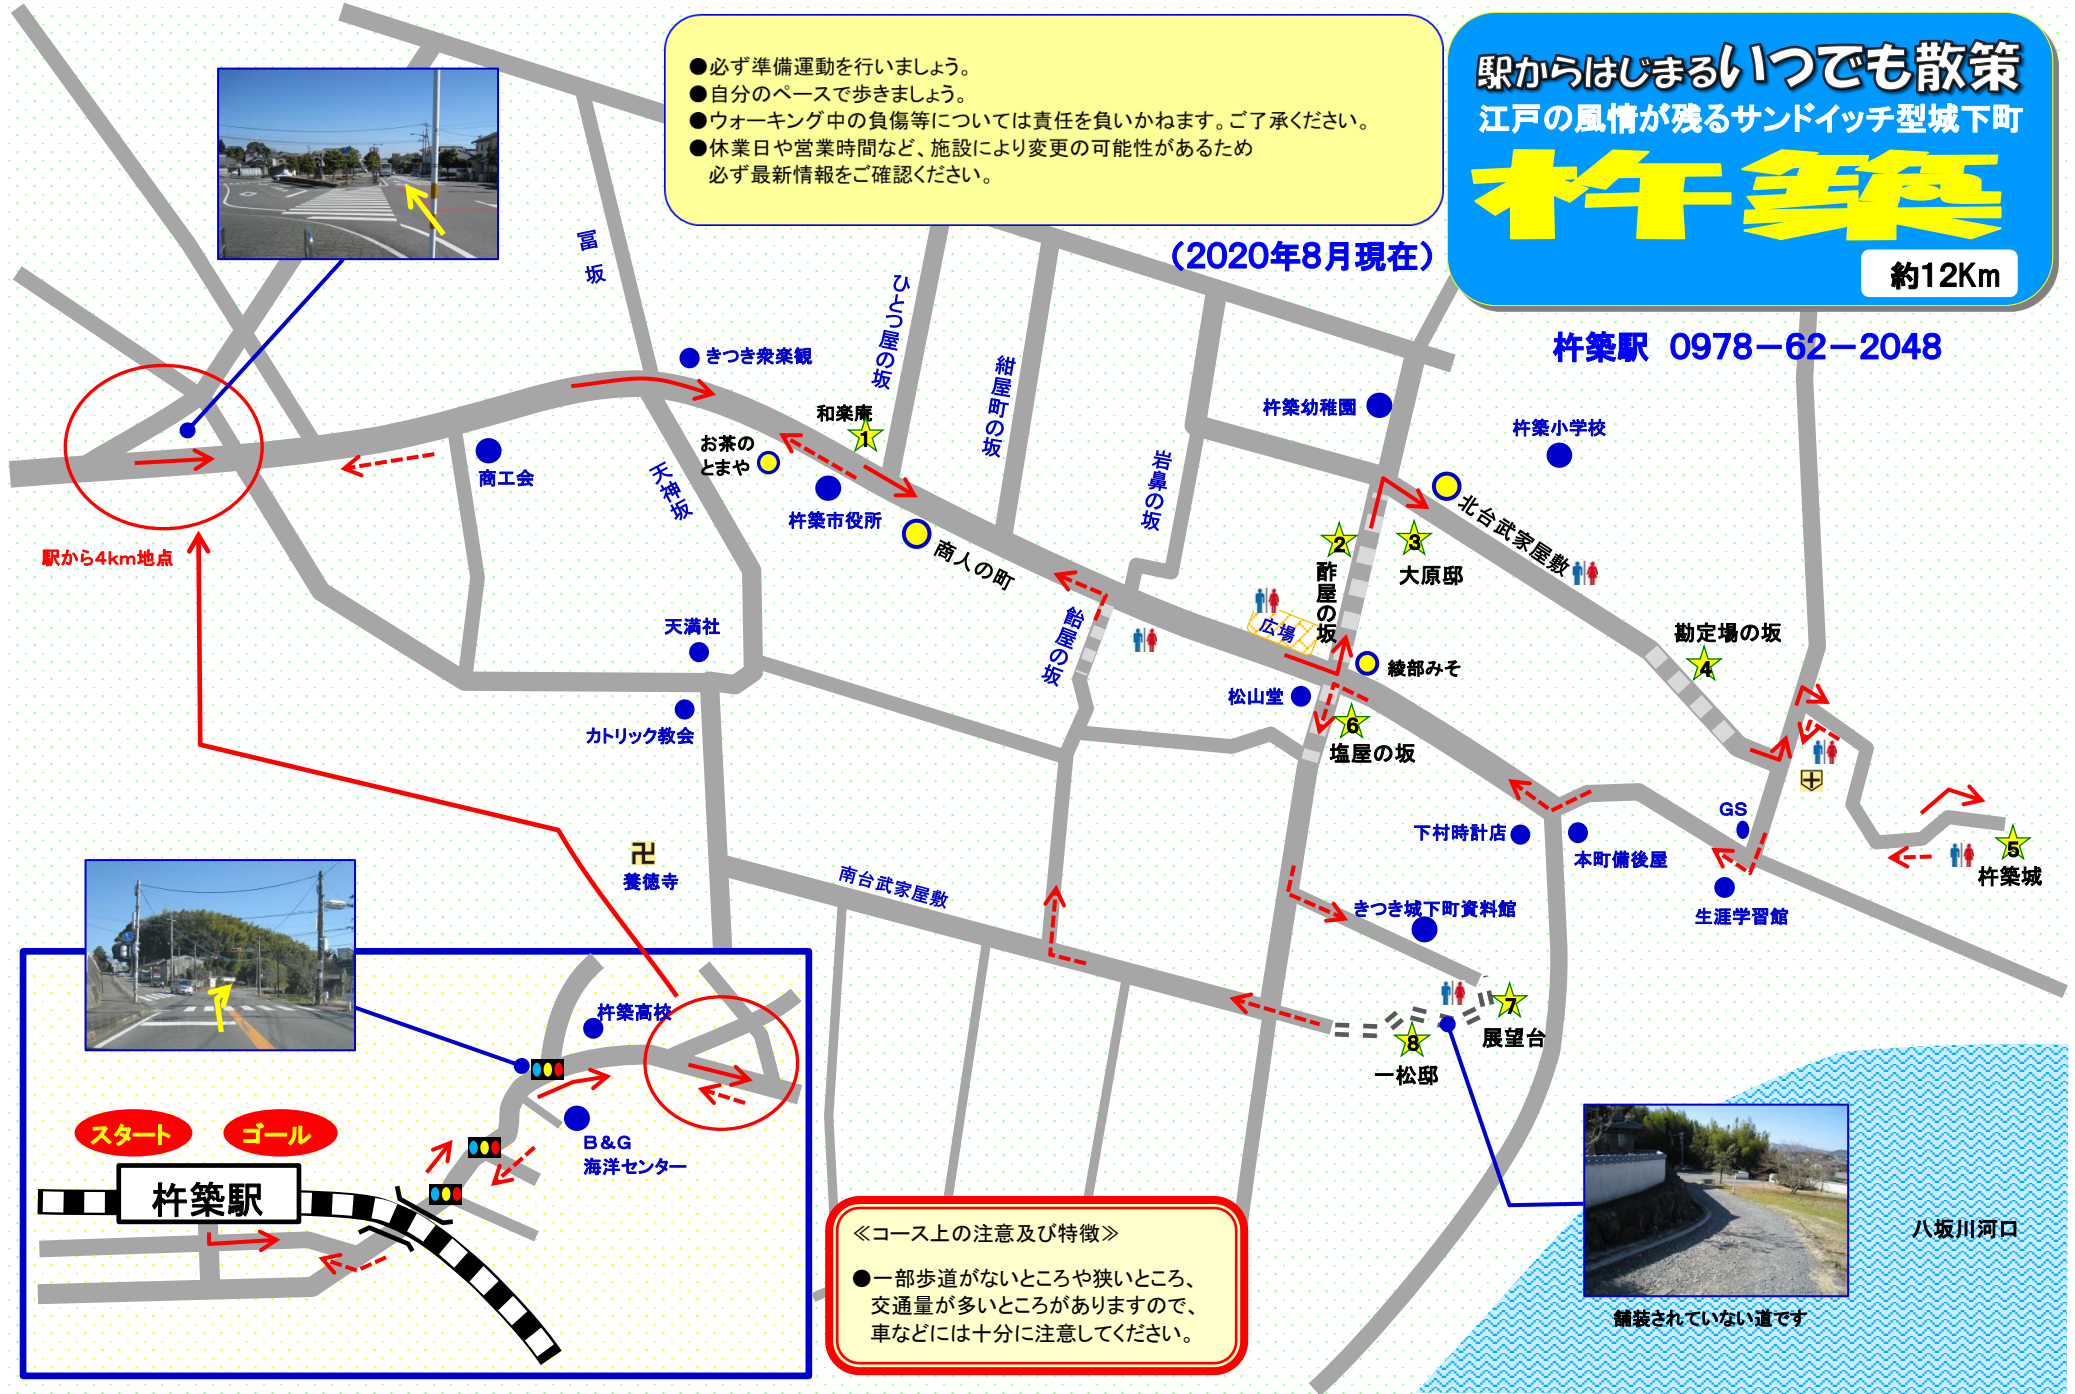 ●必ず準備運動を行いましょう。
●自分のペースで歩きましょう。
●ウォーキング中の負傷等については責任を負いかねます。ご了承ください。
●休業日や営業時間など、施設により変更の可能性があるため
必ず最新情報をご確認ください。
駅からはじまるいつでも散策
江戸の風情が残るサンドイッチ型城下町
杵築
約12Km
（2020年8月現在）
杵築駅 0978－62－2048
冨坂
ひとつ屋の坂
紺屋町の坂
きつき衆楽観
和楽庵
1
お茶の
とまや
商工会
天神坂
杵築市役所
商人の町
岩鼻の坂
杵築幼稚園
杵築小学校
北台武家屋敷
2
酢屋の坂
3
大原邸
駅から4km地点
飴屋の坂
広場
天満社
カトリック教会
綾部みそ
松山堂
6
塩屋の坂
勘定場の坂
4
GS
下村時計店
本町備後屋
生涯学習館
5
杵築城
卍
養徳寺
南台武家屋敷
きつき城下町資料館
7
展望台
8
一松邸
杵築高校
B＆G
海洋センター
スタート
ゴール
杵築駅
≪コース上の注意及び特徴≫
●一部歩道がないところや狭いところ、
交通量が多いところがありますので、
車などには十分に注意してください。
八坂川河口
舗装されていない道です